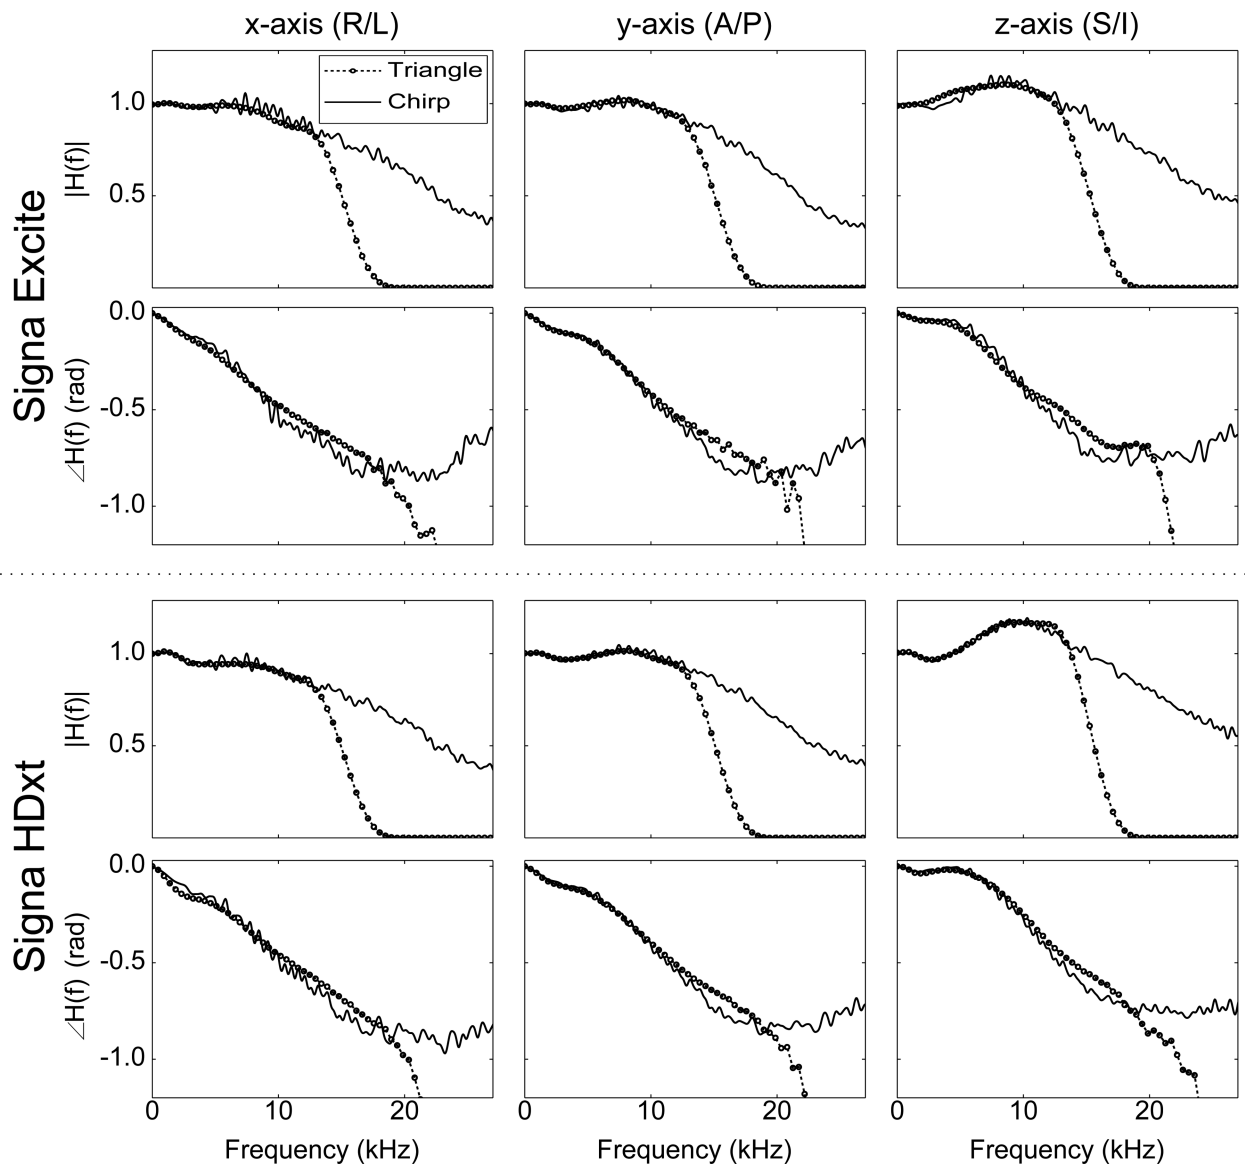 x-axis (R/L)
y-axis (A/P)
z-axis (S/I)
Triangle
Chirp
Signa Excite
|H(f)|
1.0
0.5
∠H(f) (rad)
0.0
-0.5
-1.0
Signa HDxt
|H(f)|
1.0
0.5
∠H(f) (rad)
0.0
-0.5
-1.0
0 10 20
0 10 20
0 10 20
Frequency (kHz)
Frequency (kHz)
Frequency (kHz)